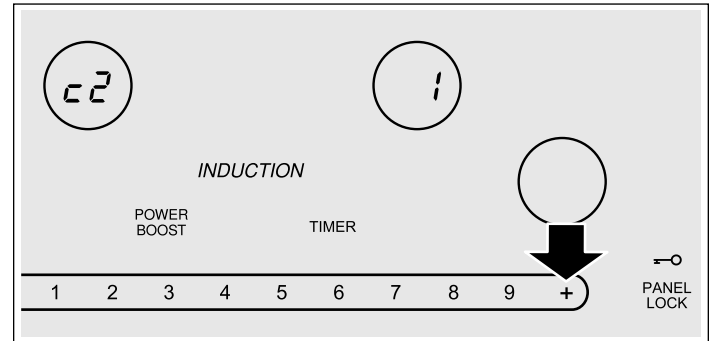 c2 1
INDUCTION
POWER
BOOST
TIMER
1 2 3 4 5 6 7 8 9 +
PANEL
LOCK